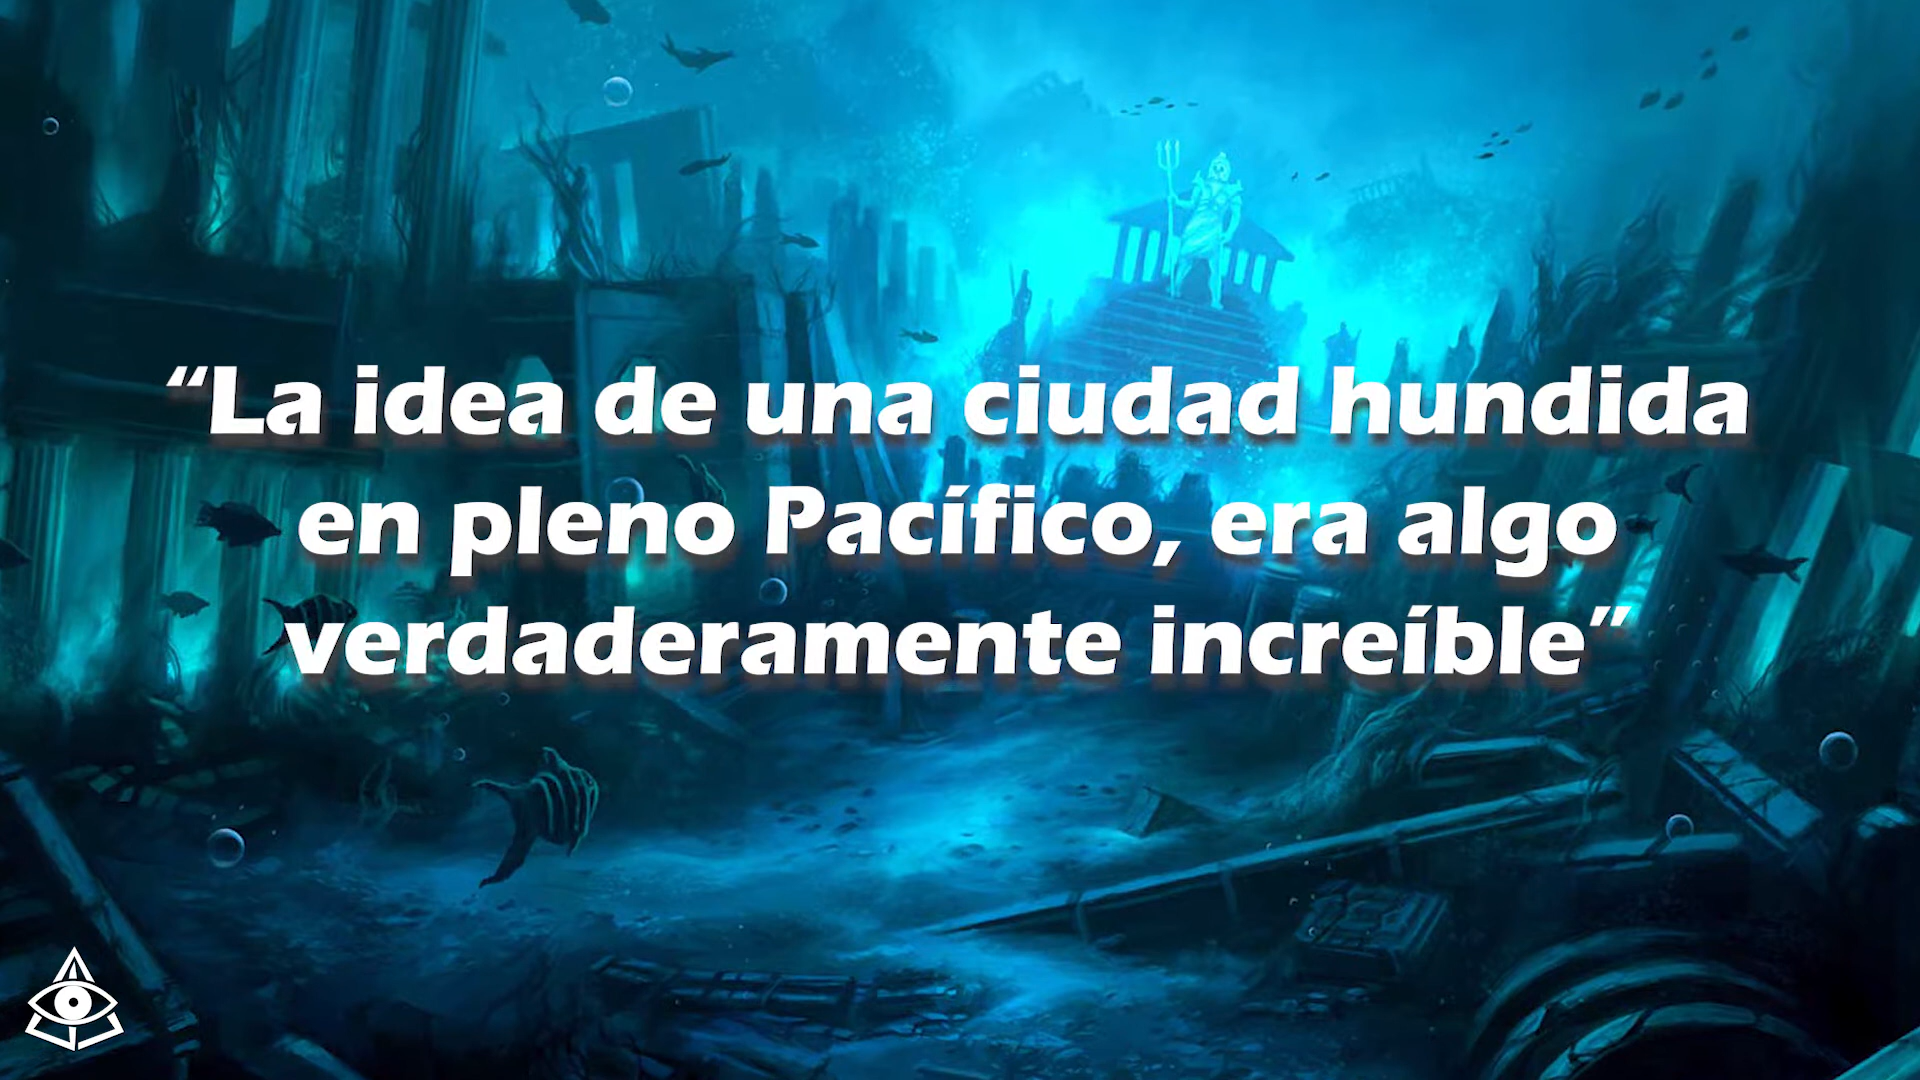 “La idea de una ciudad hundida
en pleno Pacífico, era algo
verdaderamente increíble”